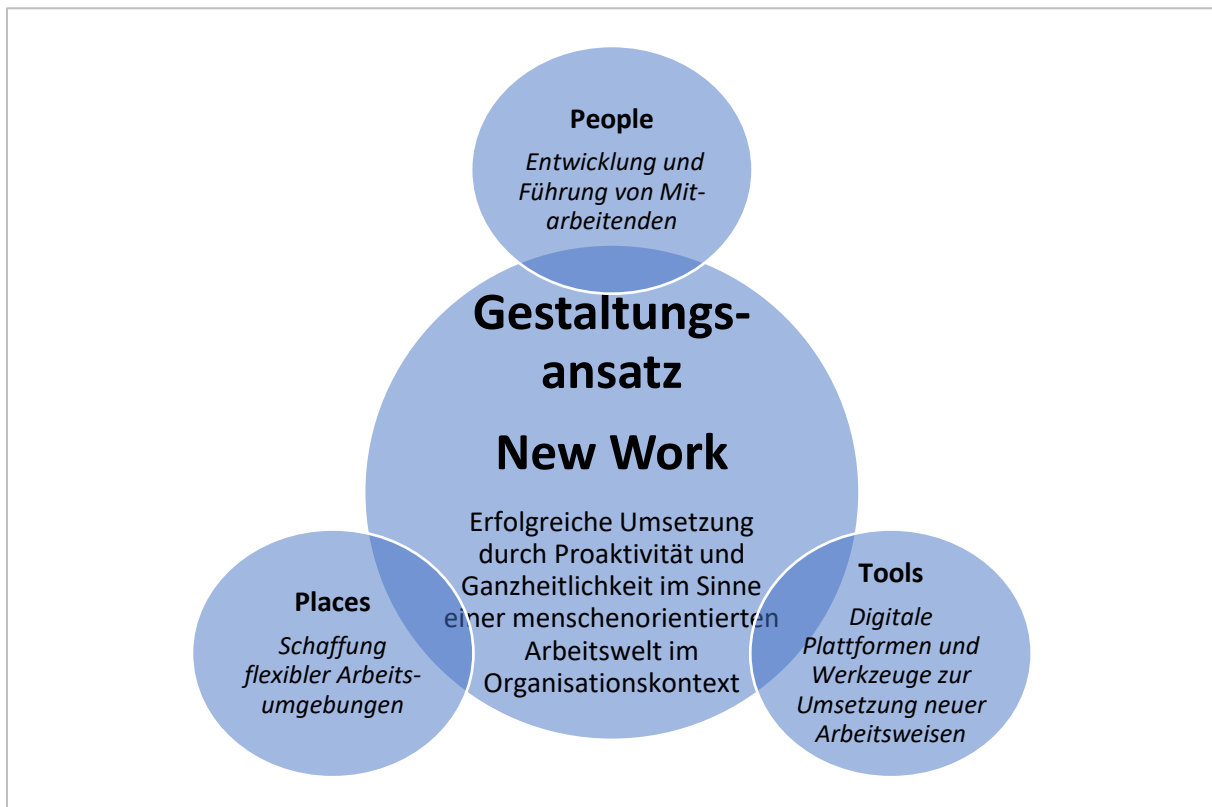 People
Entwicklung und
Führung von Mit-
arbeitenden
Gestaltungs-
ansatz
New Work
Erfolgreiche Umsetzung
durch Proaktivität und
Ganzheitlichkeit im Sinne
einer menschenorientierten
Arbeitswelt im
Organisationskontext
Places
Schaffung
flexibler Arbeits-
umgebungen
Tools
Digitale
Plattformen und
Werkzeuge zur
Umsetzung neuer
Arbeitsweisen